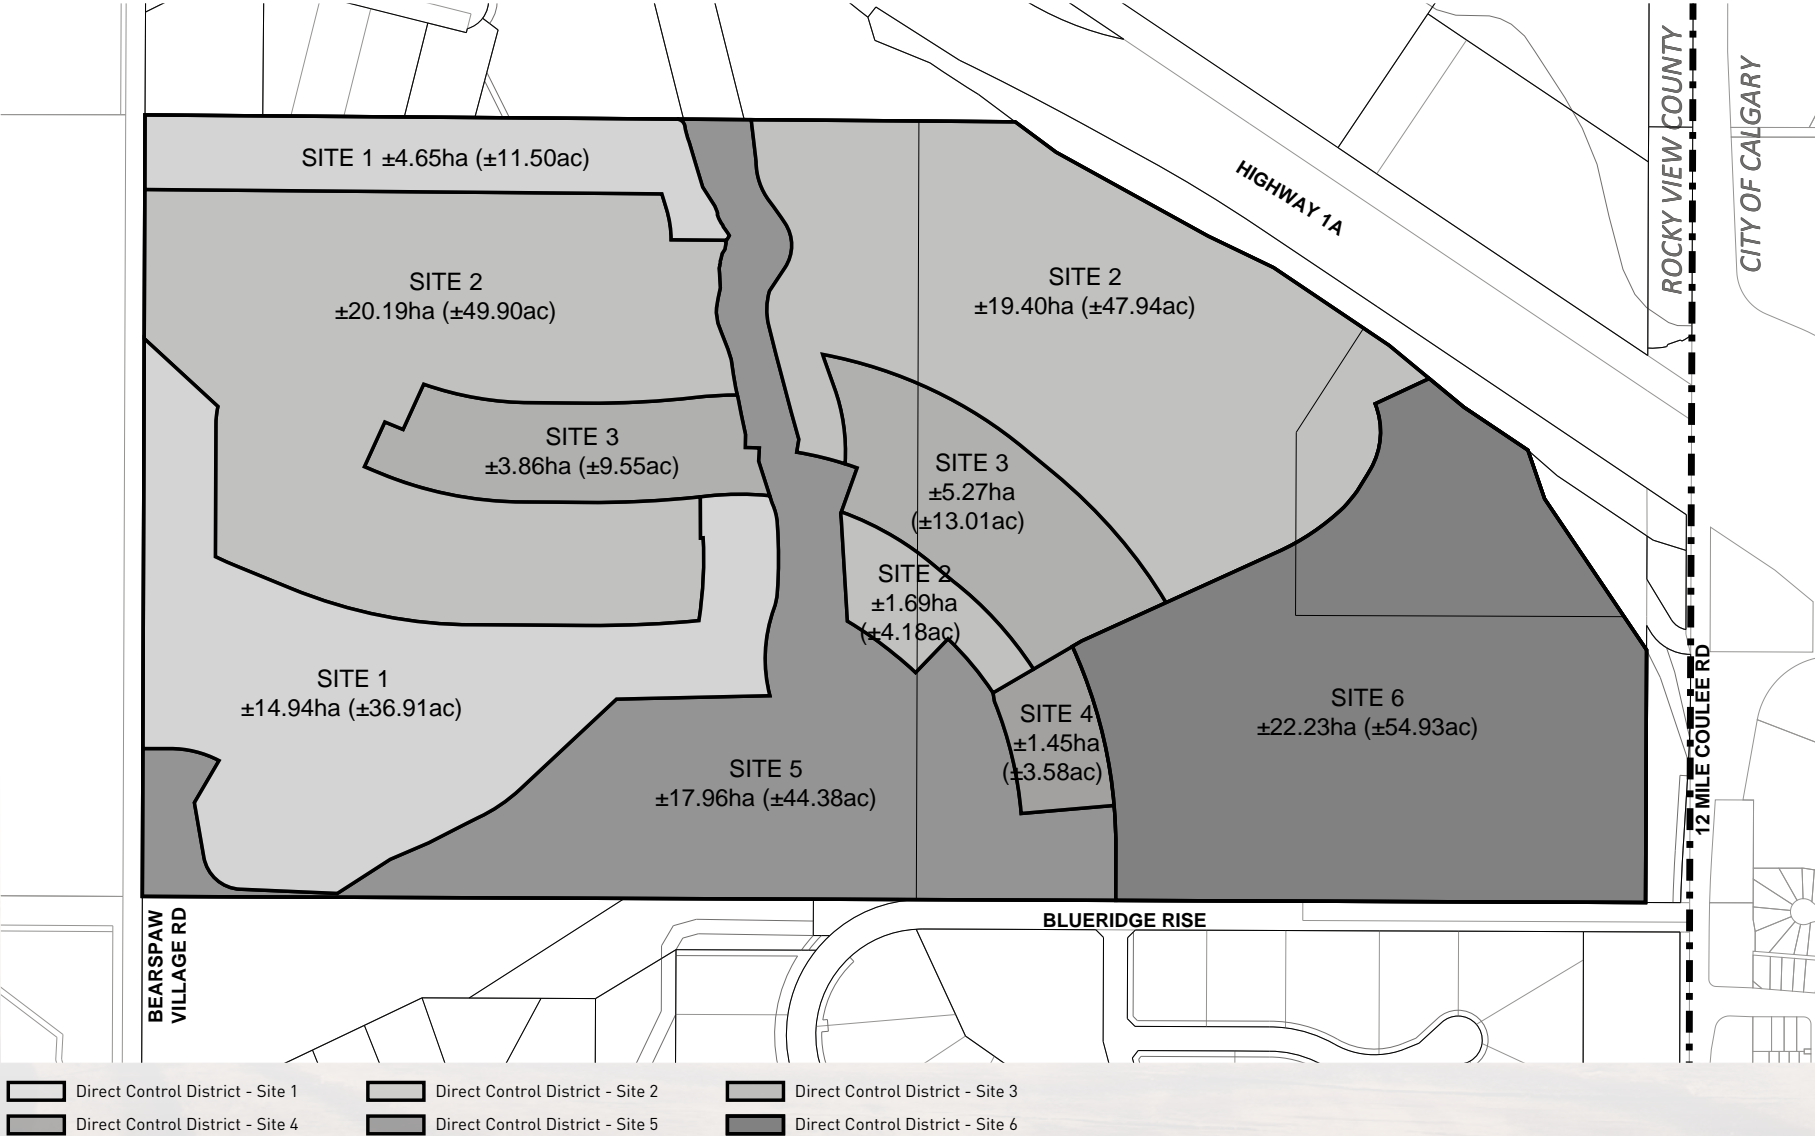 SITE 1 ±4.65ha (±11.50ac)
SITE 2
±20.19ha (±49.90ac)
SITE 2
±19.40ha (±47.94ac)
HIGHWAY 1A
ROCKY VIEW COUNTY
CITY OF CALGARY
SITE 3
±3.86ha (±9.55ac)
SITE 3
±5.27ha
(±13.01ac)
SITE 2
±1.69ha
(±4.18ac)
SITE 1
±14.94ha (±36.91ac)
SITE 4
±1.45ha
(±3.58ac)
SITE 6
±22.23ha (±54.93ac)
SITE 5
±17.96ha (±44.38ac)
12 MILE COULEE RD
BEARSPAW
VILLAGE RD
BLUERIDGE RISE
Direct Control District - Site 1
Direct Control District - Site 2
Direct Control District - Site 3
Direct Control District - Site 4
Direct Control District - Site 5
Direct Control District - Site 6